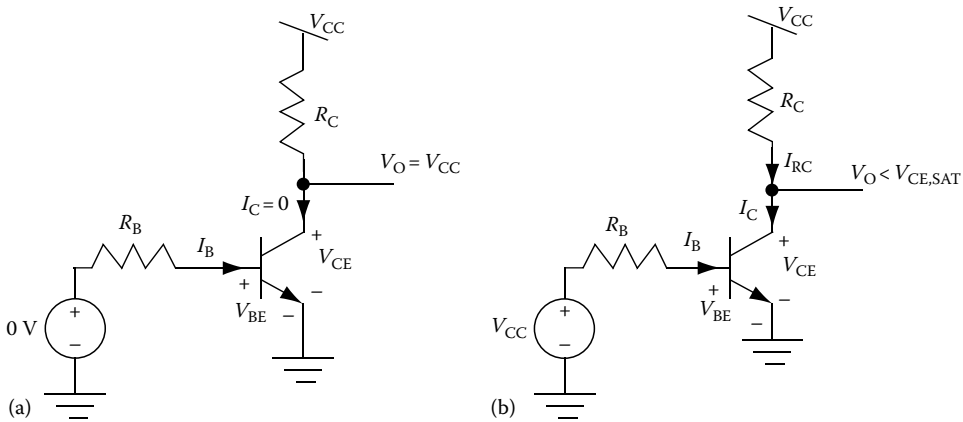 V_CC
R_C
V_O = V_CC
I_C = 0
R_B
I_B
+
V_CE
+
−
V_BE
−
0 V
+
−
(a)
V_CC
R_C
I_RC
V_O < V_CE,SAT
I_C
R_B
I_B
+
V_CE
+
−
V_BE
−
V_CC
+
−
(b)